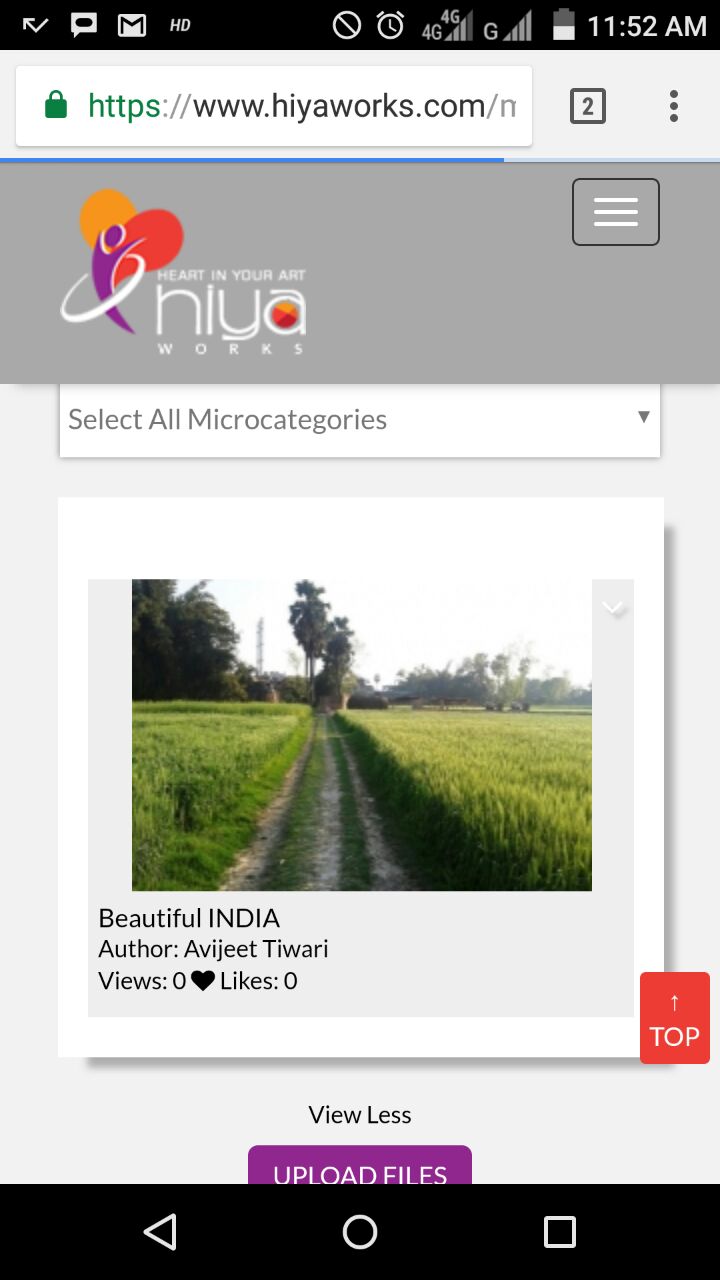 HD
4G
4G
G
11:52 AM
https://www.hiyaworks.com/m
2
HEART IN YOUR ART
hiya
WORKS
Select All Microcategories
Beautiful INDIA
Author: Avijeet Tiwari
Views: 0 Likes: 0
↑
TOP
View Less
UPLOAD FILES